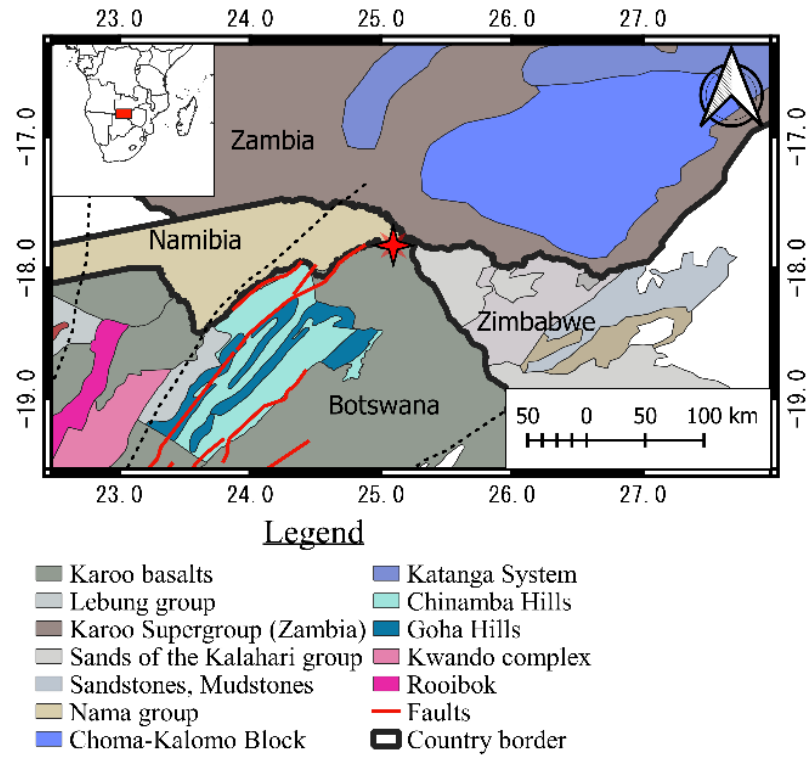 23.0 24.0 25.0 26.0 27.0
-17.0 -17.0
Zambia
Namibia
-18.0 -18.0
Zimbabwe
-19.0 -19.0
Botswana
50 0 50 100 km
23.0 24.0 25.0 26.0 27.0
Legend
Karoo basalts
Lebung group
Karoo Supergroup (Zambia)
Sands of the Kalahari group
Sandstones, Mudstones
Nama group
Choma-Kalomo Block
Katanga System
Chinamba Hills
Goha Hills
Kwando complex
Rooibok
Faults
Country border